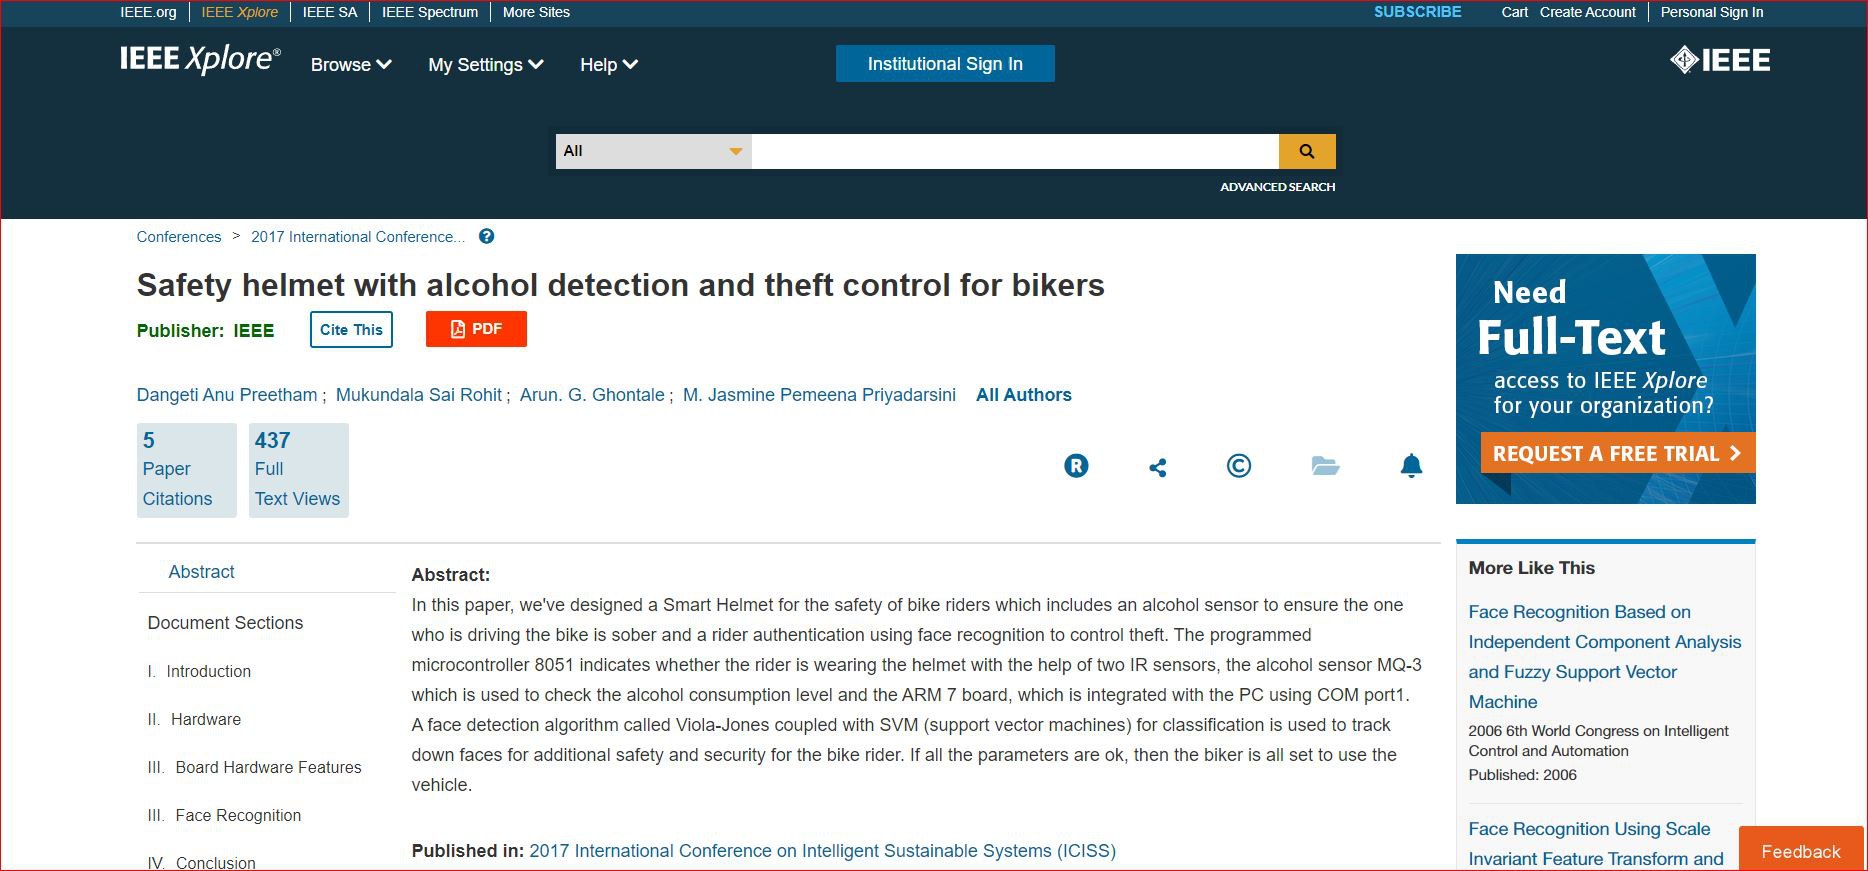 IEEE.org IEEE Xplore IEEE SA IEEE Spectrum More Sites
SUBSCRIBE Cart Create Account Personal Sign In
IEEE Xplore®
Browse My Settings Help
Institutional Sign In
IEEE
All
ADVANCED SEARCH
Conferences > 2017 International Conference... ?
Safety helmet with alcohol detection and theft control for bikers
Publisher: IEEE Cite This PDF
Dangeti Anu Preetham ; Mukundala Sai Rohit ; Arun. G. Ghontale ; M. Jasmine Pemeena Priyadarsini All Authors
5
Paper
Citations
437
Full
Text Views
R
©
Abstract
Document Sections
I. Introduction
II. Hardware
III. Board Hardware Features
III. Face Recognition
IV. Conclusion
Abstract:
In this paper, we've designed a Smart Helmet for the safety of bike riders which includes an alcohol sensor to ensure the one
who is driving the bike is sober and a rider authentication using face recognition to control theft. The programmed
microcontroller 8051 indicates whether the rider is wearing the helmet with the help of two IR sensors, the alcohol sensor MQ-3
which is used to check the alcohol consumption level and the ARM 7 board, which is integrated with the PC using COM port1.
A face detection algorithm called Viola-Jones coupled with SVM (support vector machines) for classification is used to track
down faces for additional safety and security for the bike rider. If all the parameters are ok, then the biker is all set to use the
vehicle.
Published in: 2017 International Conference on Intelligent Sustainable Systems (ICISS)
Need
Full-Text
access to IEEE Xplore
for your organization?
REQUEST A FREE TRIAL >
More Like This
Face Recognition Based on
Independent Component Analysis
and Fuzzy Support Vector
Machine
2006 6th World Congress on Intelligent
Control and Automation
Published: 2006
Face Recognition Using Scale
Invariant Feature Transform and
Feedback